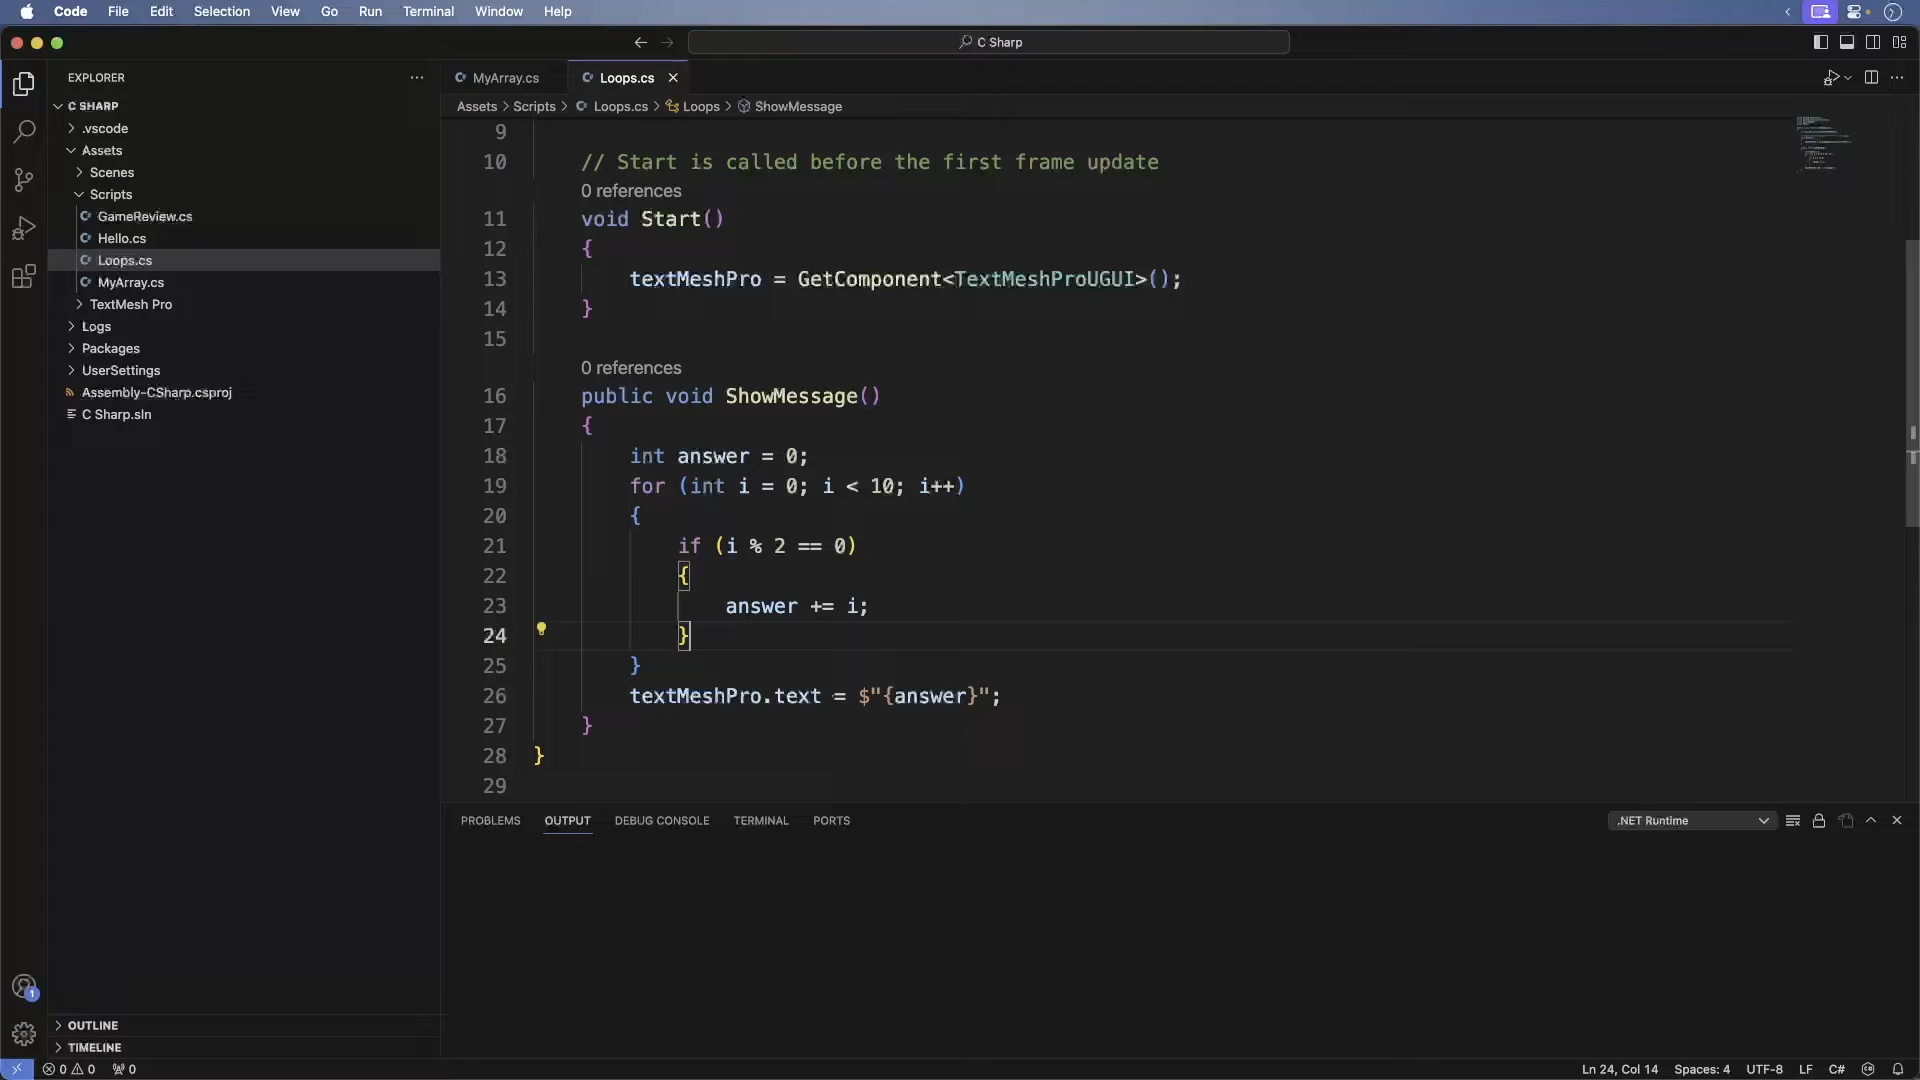 Code File Edit Selection View Go Run Terminal Window Help
C Sharp
EXPLORER
C SHARP
.vscode
Assets
Scenes
Scripts
GameReview.cs
Hello.cs
Loops.cs
MyArray.cs
TextMesh Pro
Logs
Packages
UserSettings
Assembly-CSharp.csproj
C Sharp.sln
OUTLINE
TIMELINE
MyArray.cs Loops.cs
Assets > Scripts > Loops.cs > Loops > ShowMessage
9
10 // Start is called before the first frame update
0 references
11 void Start()
12 {
13 textMeshPro = GetComponent<TextMeshProUGUI>();
14 }
15
0 references
16 public void ShowMessage()
17 {
18 int answer = 0;
19 for (int i = 0; i < 10; i++)
20 {
21 if (i % 2 == 0)
22 {
23 answer += i;
24 }
25 }
26 textMeshPro.text = $"{answer}";
27 }
28 }
29
PROBLEMS OUTPUT DEBUG CONSOLE TERMINAL PORTS
.NET Runtime
1
0 0 0
Ln 24, Col 14 Spaces: 4 UTF-8 LF C#